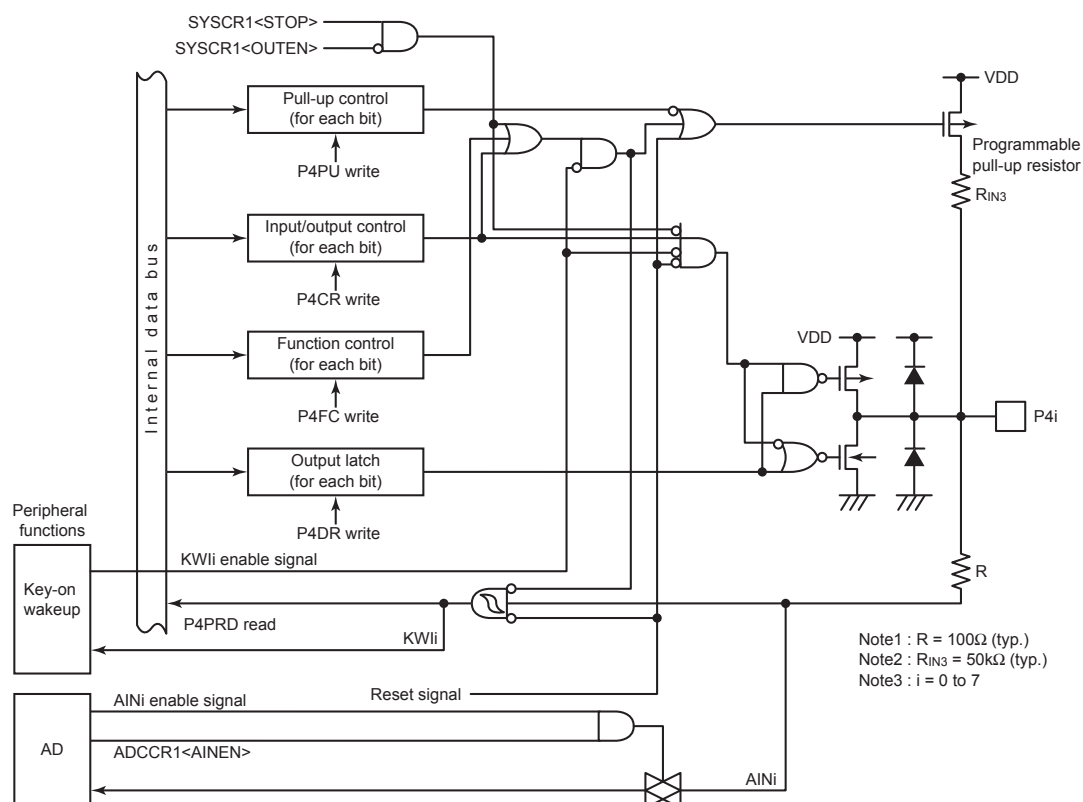 SYSCR1<STOP>
SYSCR1<OUTEN>
VDD
Pull-up control
(for each bit)
P4PU write
Programmable
pull-up resistor
RIN3
Input/output control
(for each bit)
P4CR write
Internal data bus
Function control
(for each bit)
P4FC write
VDD
P4i
Output latch
(for each bit)
P4DR write
Peripheral
functions
KWIi enable signal
Key-on
wakeup
R
P4PRD read
KWIi
Note1 : R = 100Ω (typ.)
Note2 : RIN3 = 50kΩ (typ.)
Note3 : i = 0 to 7
Reset signal
AINi enable signal
AD
ADCCR1<AINEN>
AINi